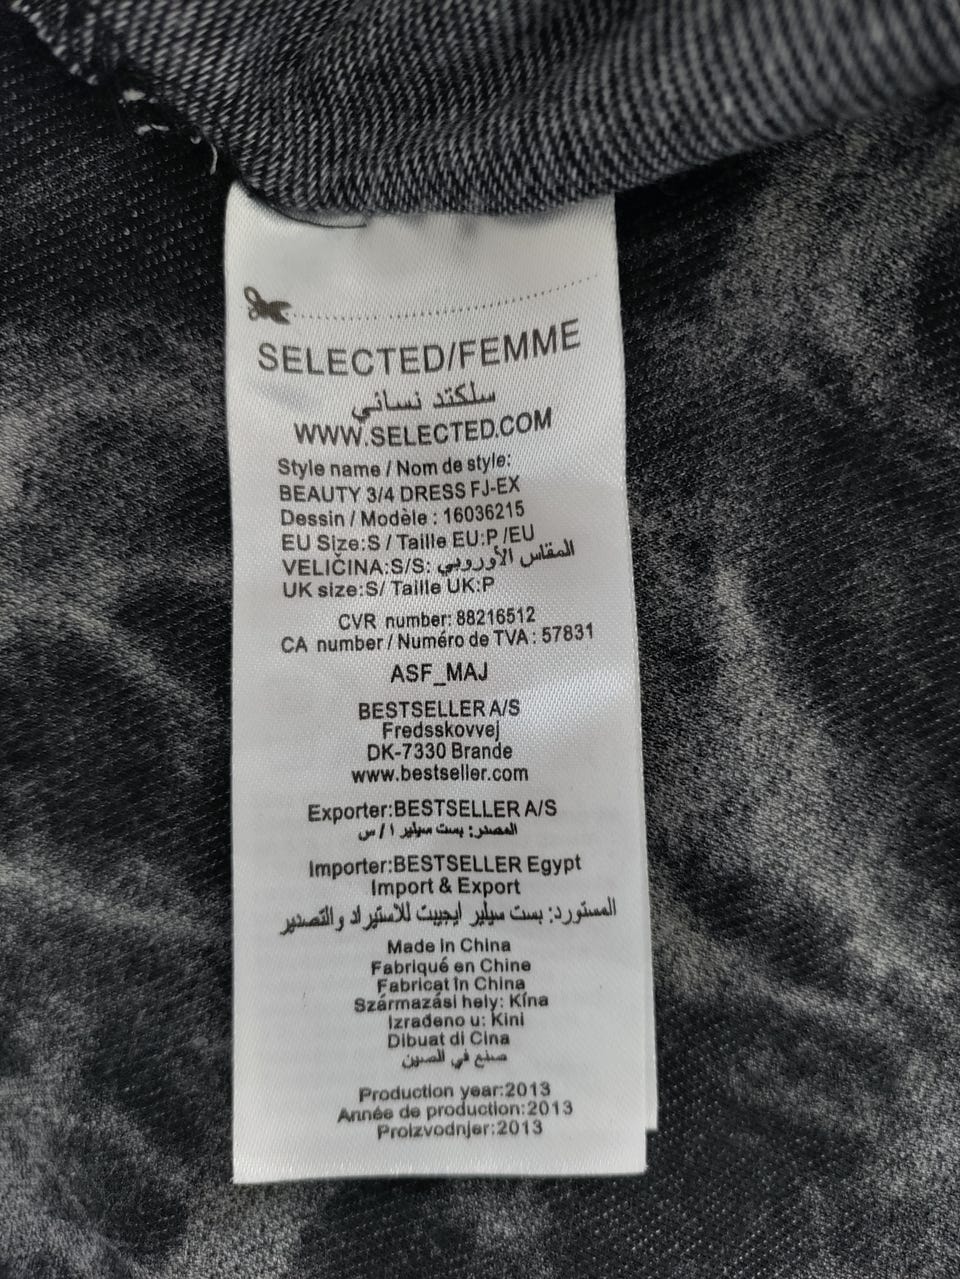 SELECTED/FEMME
سلكتد نسائي
WWW.SELECTED.COM
Style name / Nom de style:
BEAUTY 3/4 DRESS FJ-EX
Dessin / Modèle : 16036215
EU Size:S / Taille EU:P /EU
VELIČINA:S/S: المقاس الأوروبي
UK size:S/ Taille UK:P
CVR number: 88216512
CA number / Numéro de TVA : 57831
ASF_MAJ
BESTSELLER A/S
Fredsskovvej
DK-7330 Brande
www.bestseller.com
Exporter:BESTSELLER A/S
المصدر: بست سيلير ا/س
Importer:BESTSELLER Egypt
Import & Export
المستورد: بست سيلير ايجيبت للاستيراد والتصدير
Made in China
Fabriqué en Chine
Fabricat în China
Származási hely: Kína
Izrađeno u: Kini
Dibuat di Cina
صنع في الصين
Production year:2013
Année de production:2013
Proizvodnjer:2013